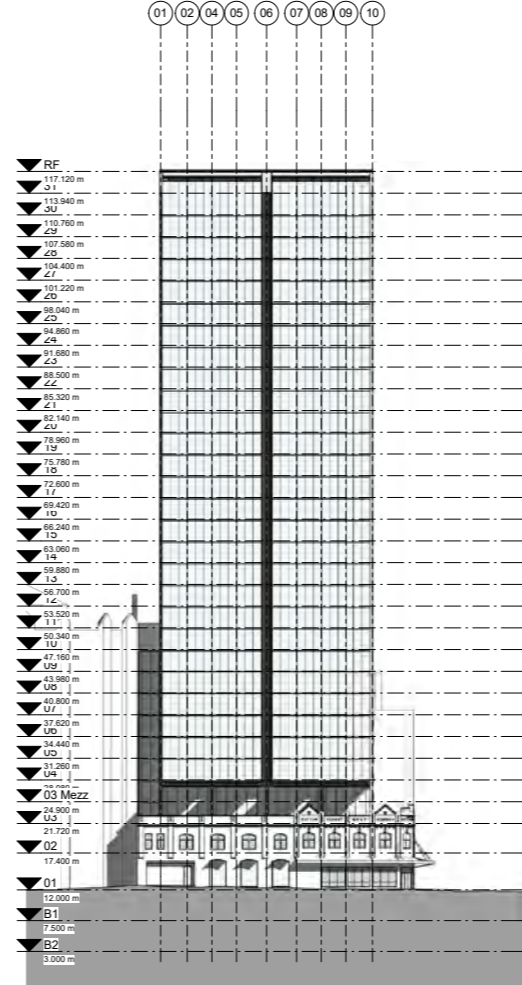 01 02 04 05 06 07 08 09 10
RF
117.120 m
31
113.940 m
30
110.760 m
29
107.580 m
28
104.400 m
27
101.220 m
26
98.040 m
25
94.860 m
24
91.680 m
23
88.500 m
22
85.320 m
21
82.140 m
20
78.960 m
19
75.780 m
18
72.600 m
17
69.420 m
16
66.240 m
15
63.060 m
14
59.880 m
13
56.700 m
12
53.520 m
11
50.340 m
10
47.160 m
09
43.980 m
08
40.800 m
07
37.620 m
06
34.440 m
05
31.260 m
04
28.080 m
03 Mezz
24.900 m
03
21.720 m
02
17.400 m
01
12.000 m
B1
7.500 m
B2
3.000 m